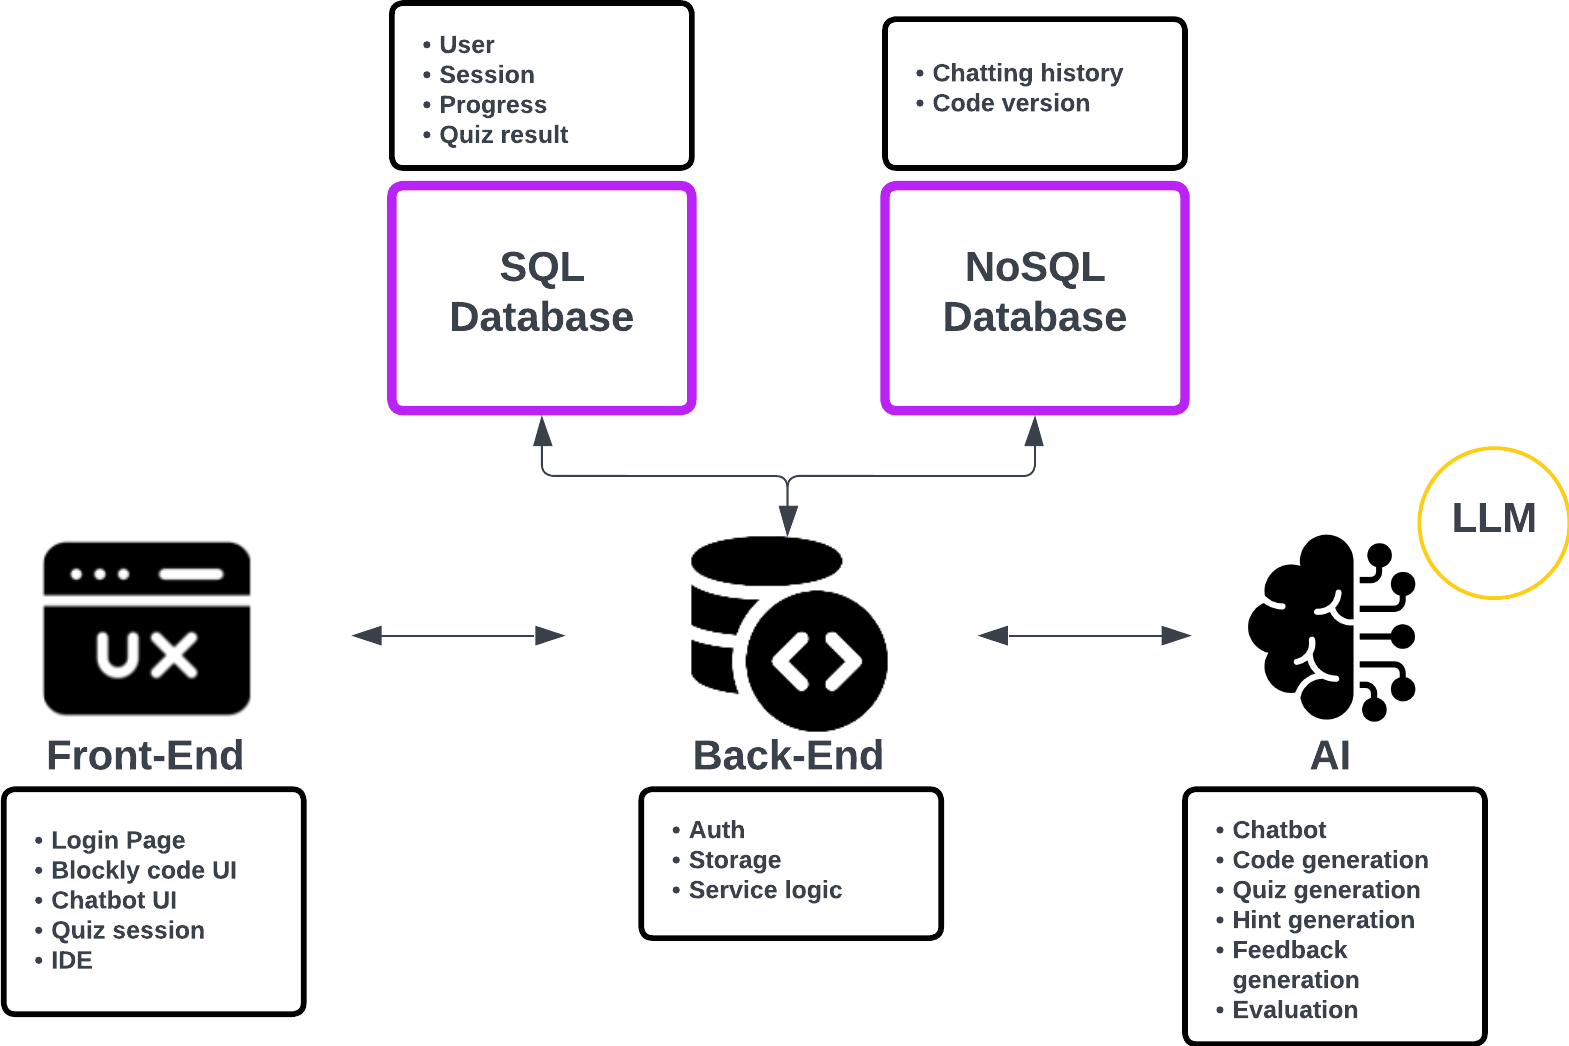 • User
• Session
• Progress
• Quiz result
• Chatting history
• Code version
SQL
Database
NoSQL
Database
LLM
UX
Front-End
Back-End
AI
• Login Page
• Blockly code UI
• Chatbot UI
• Quiz session
• IDE
• Auth
• Storage
• Service logic
• Chatbot
• Code generation
• Quiz generation
• Hint generation
• Feedback
generation
• Evaluation